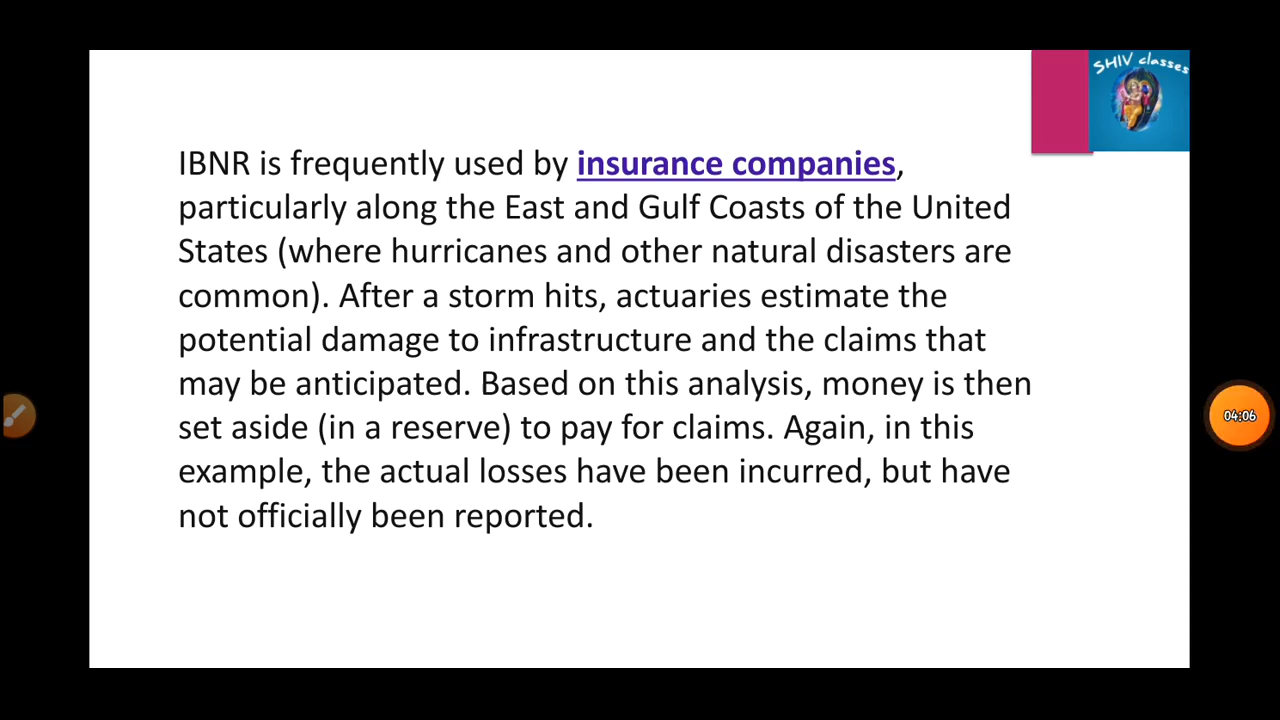 SHIV classes
IBNR is frequently used by insurance companies,
particularly along the East and Gulf Coasts of the United
States (where hurricanes and other natural disasters are
common). After a storm hits, actuaries estimate the
potential damage to infrastructure and the claims that
may be anticipated. Based on this analysis, money is then
set aside (in a reserve) to pay for claims. Again, in this
example, the actual losses have been incurred, but have
not officially been reported.
04:06